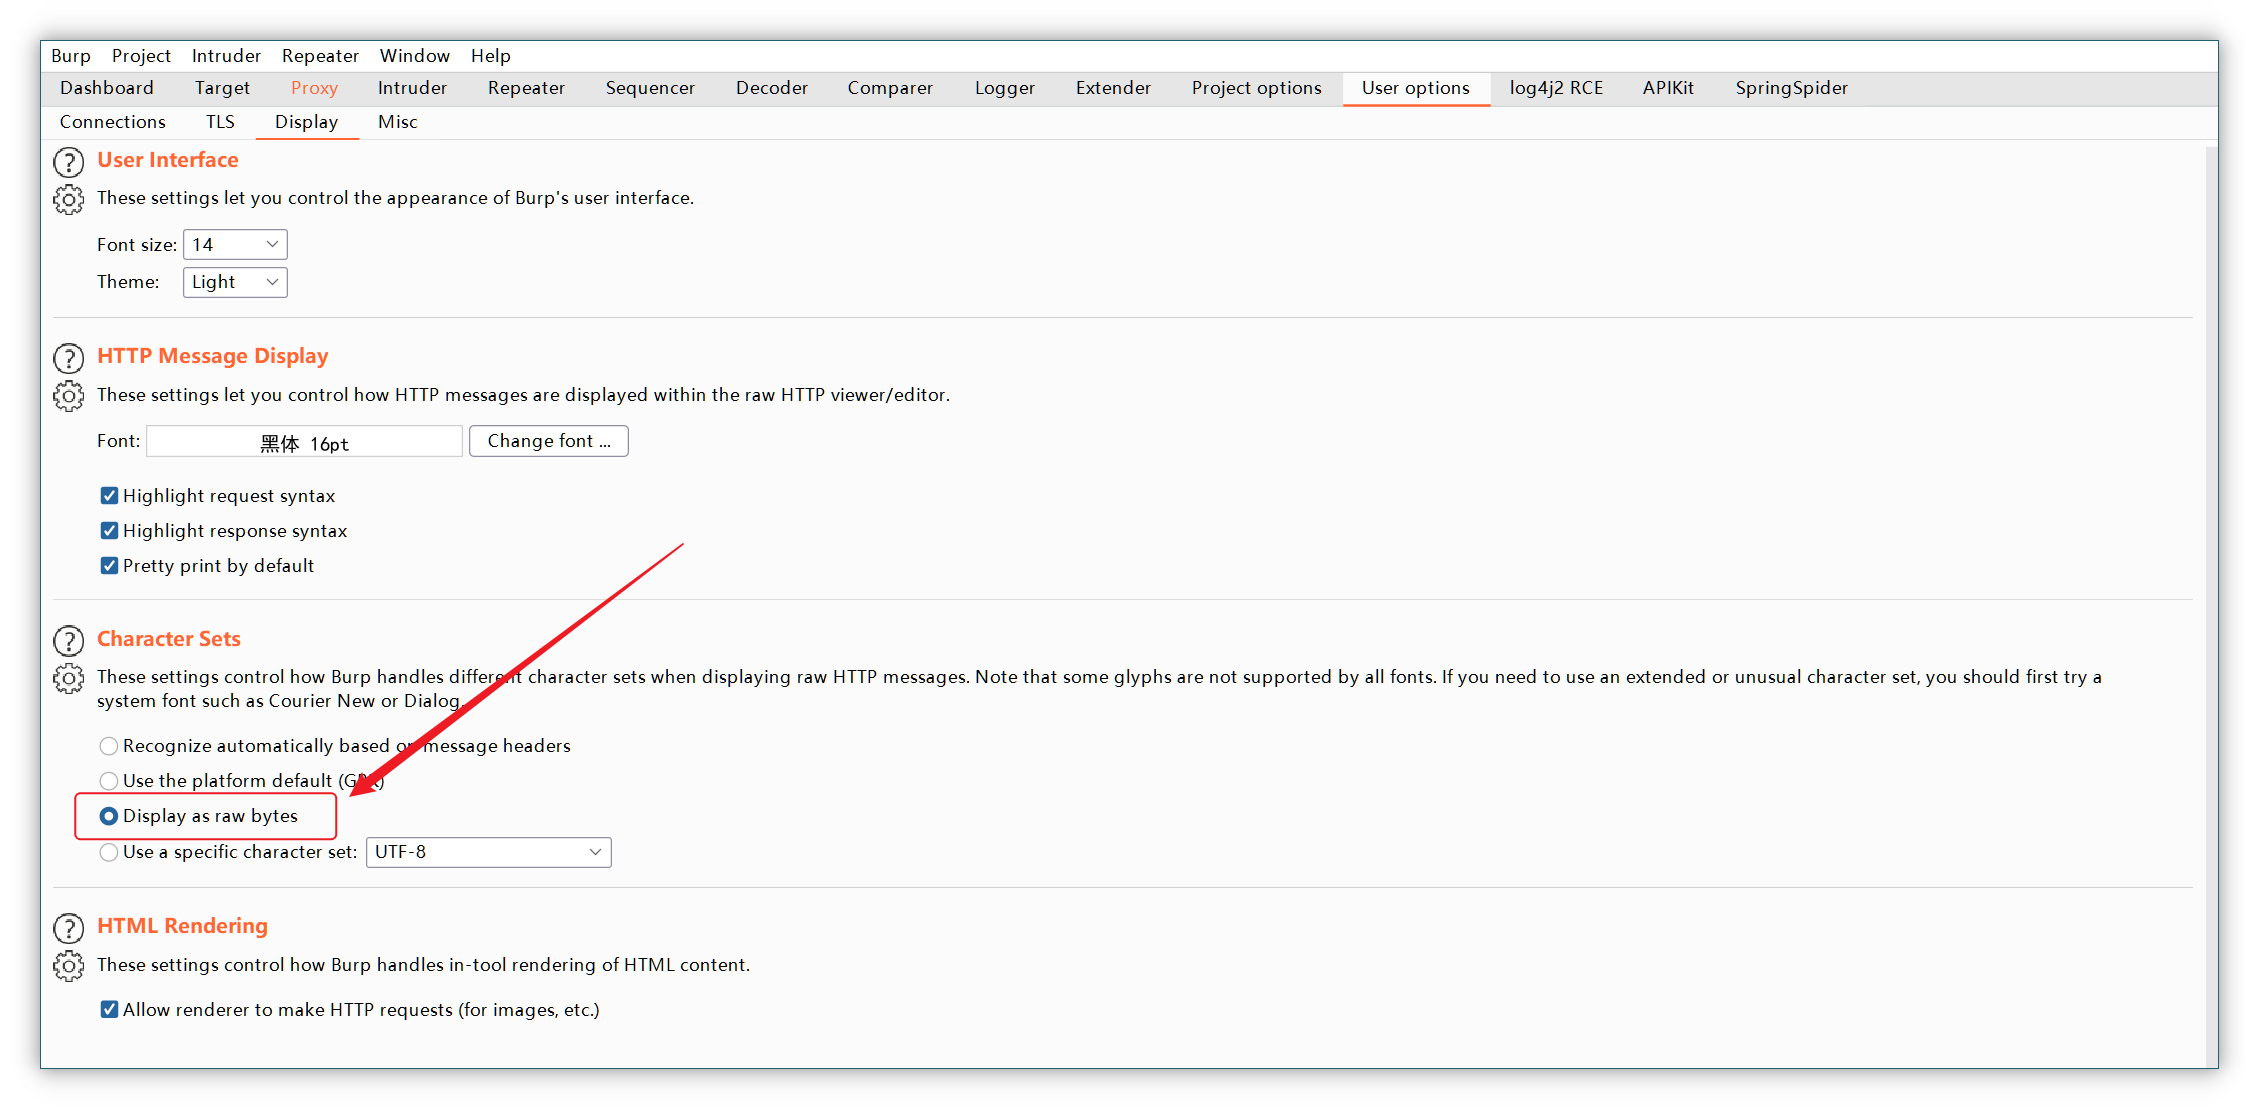 Burp Project Intruder Repeater Window Help
Dashboard Target Proxy Intruder Repeater Sequencer Decoder Comparer Logger Extender Project options User options log4j2 RCE APIKit SpringSpider
Connections TLS Display Misc
? User Interface
These settings let you control the appearance of Burp's user interface.
Font size: 14
Theme: Light
? HTTP Message Display
These settings let you control how HTTP messages are displayed within the raw HTTP viewer/editor.
Font: 黑体 16pt Change font ...
Highlight request syntax
Highlight response syntax
Pretty print by default
? Character Sets
These settings control how Burp handles different character sets when displaying raw HTTP messages. Note that some glyphs are not supported by all fonts. If you need to use an extended or unusual character set, you should first try a
system font such as Courier New or Dialog.
Recognize automatically based on message headers
Use the platform default (GBK)
Display as raw bytes
Use a specific character set: UTF-8
? HTML Rendering
These settings control how Burp handles in-tool rendering of HTML content.
Allow renderer to make HTTP requests (for images, etc.)